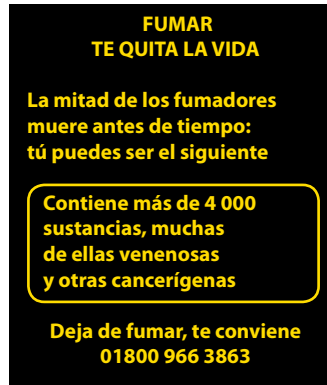 FUMAR
TE QUITA LA VIDA
La mitad de los fumadores
muere antes de tiempo:
tú puedes ser el siguiente
Contiene más de 4 000
sustancias, muchas
de ellas venenosas
y otras cancerígenas
Deja de fumar, te conviene
01800 966 3863